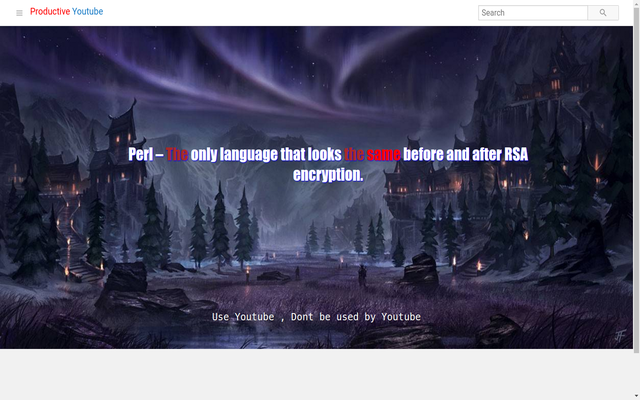 Productive Youtube
Search
Perl – The only language that looks the same before and after RSA
encryption.
Use Youtube , Dont be used by Youtube